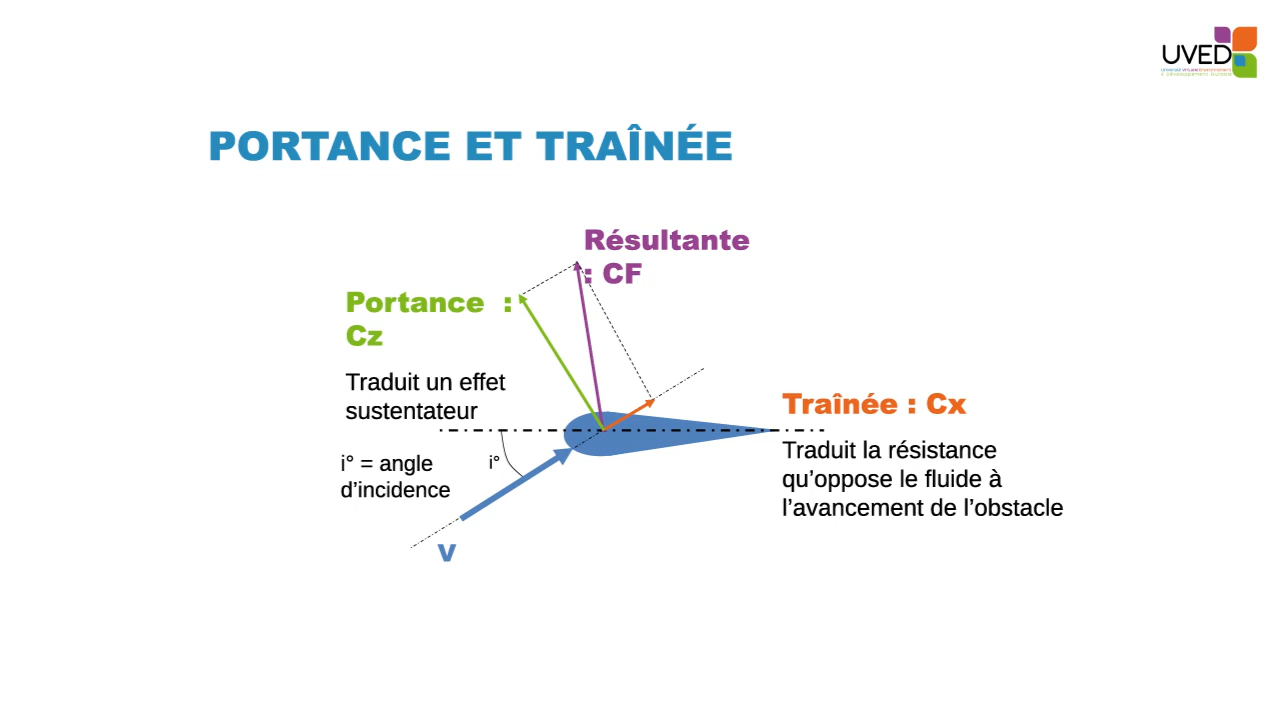 UVED
PORTANCE ET TRAÎNÉE
Résultante
: CF
Portance :
Cz
Traduit un effet
sustentateur
Traînée : Cx
Traduit la résistance
qu’oppose le fluide à
l’avancement de l’obstacle
i° = angle
d’incidence
i°
V